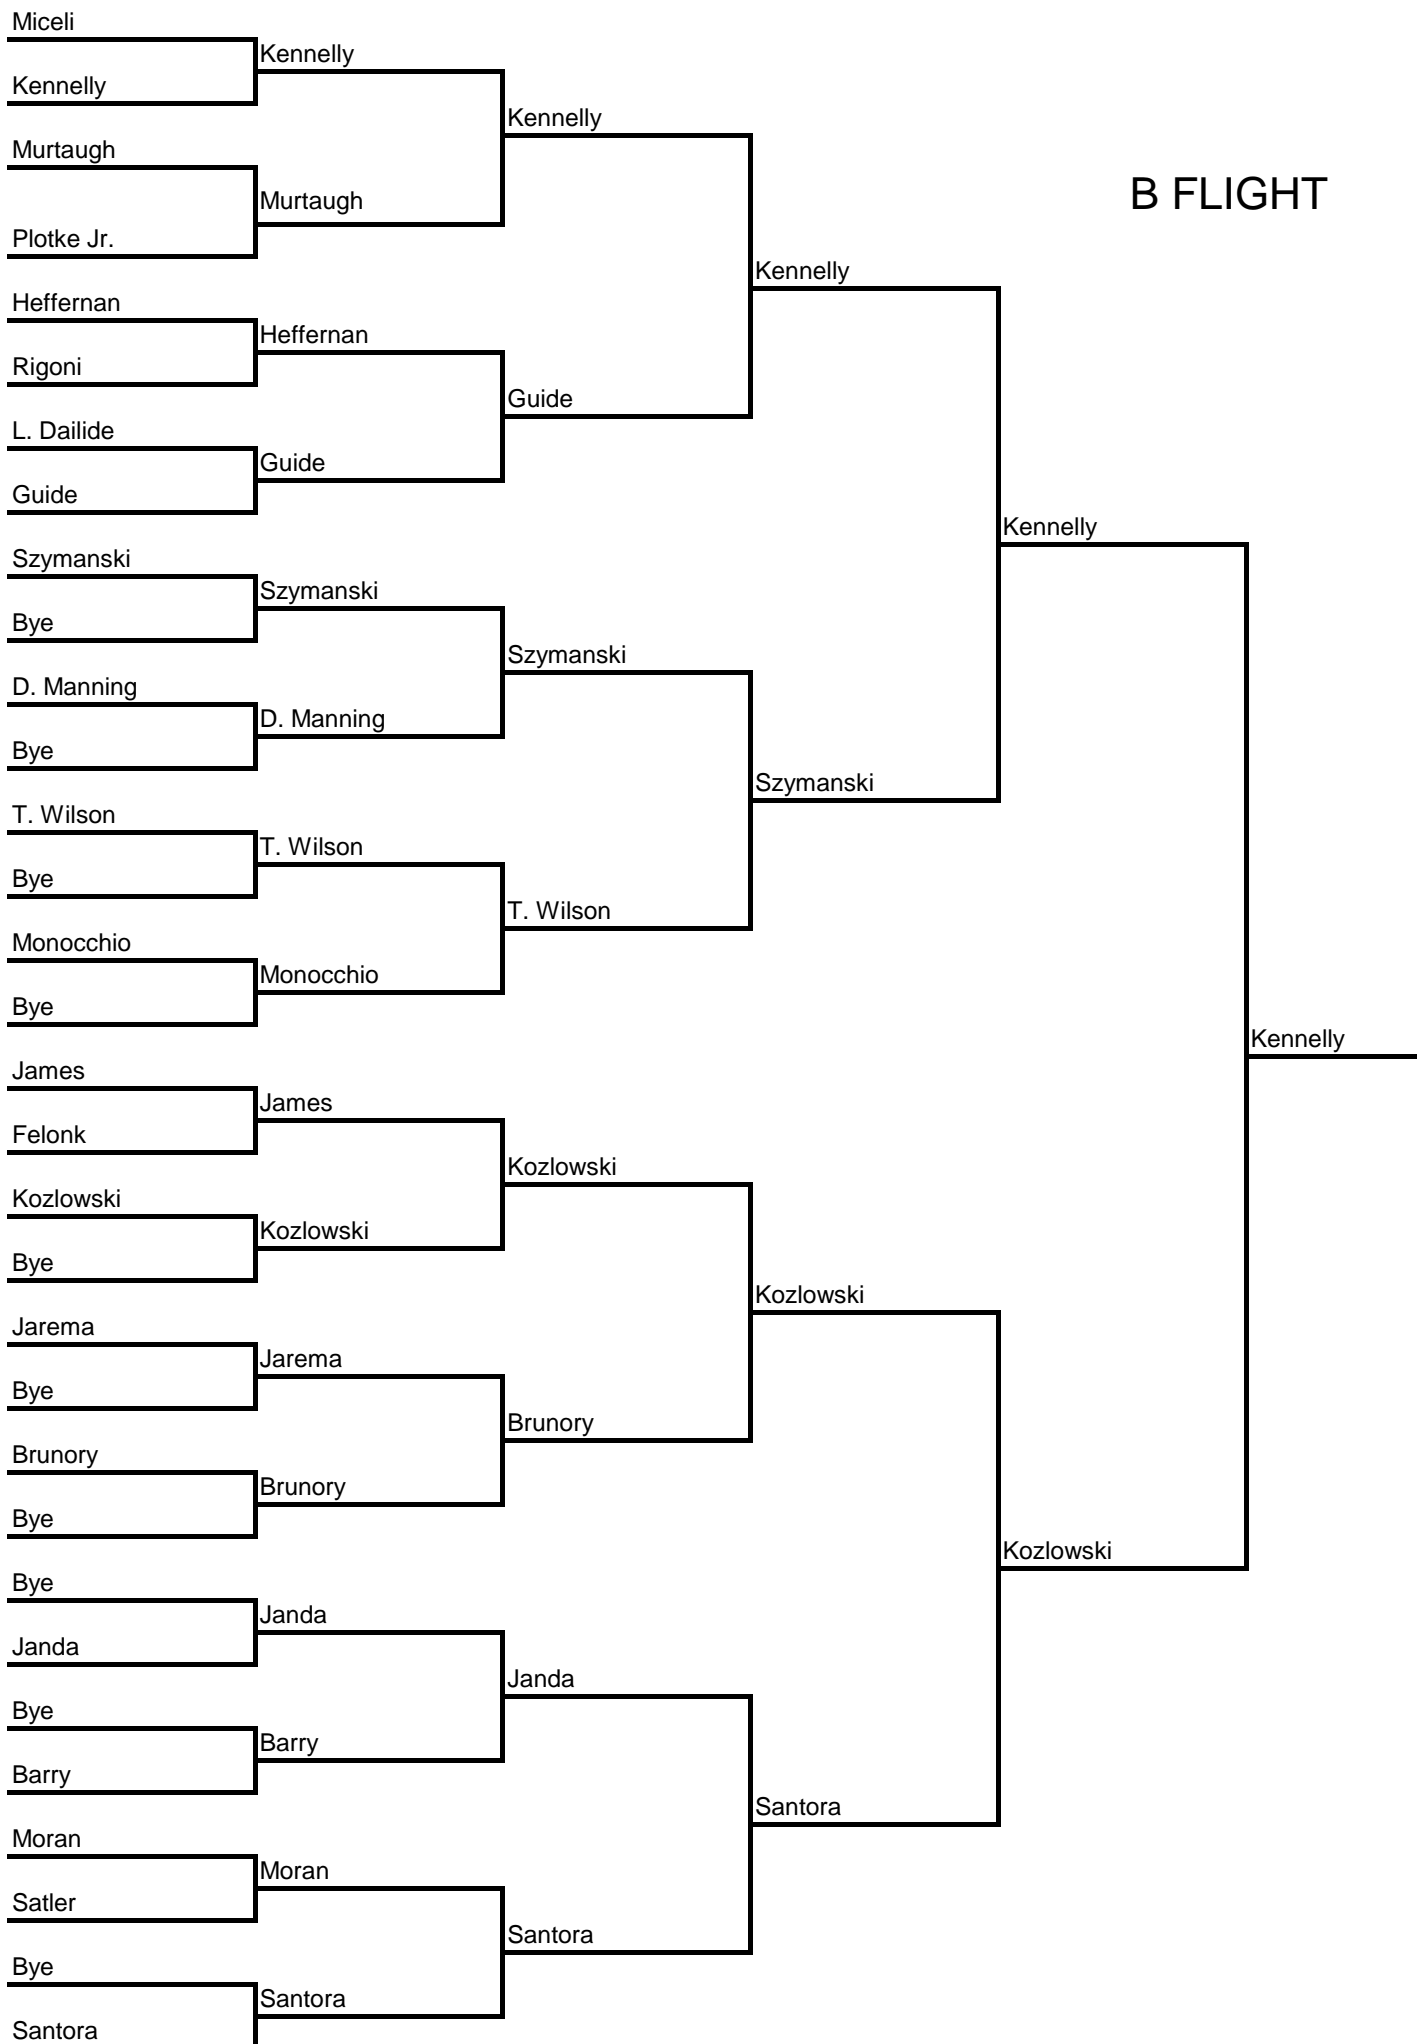 Miceli
Kennelly
Kennelly
Kennelly
Murtaugh
B FLIGHT
Murtaugh
Plotke Jr.
Kennelly
Heffernan
Heffernan
Rigoni
Guide
L. Dailide
Guide
Guide
Kennelly
Szymanski
Szymanski
Bye
Szymanski
D. Manning
D. Manning
Bye
Szymanski
T. Wilson
T. Wilson
Bye
T. Wilson
Monocchio
Monocchio
Bye
Kennelly
James
James
Felonk
Kozlowski
Kozlowski
Kozlowski
Bye
Kozlowski
Jarema
Jarema
Bye
Brunory
Brunory
Brunory
Bye
Kozlowski
Bye
Janda
Janda
Janda
Bye
Barry
Barry
Santora
Moran
Moran
Satler
Santora
Bye
Santora
Santora